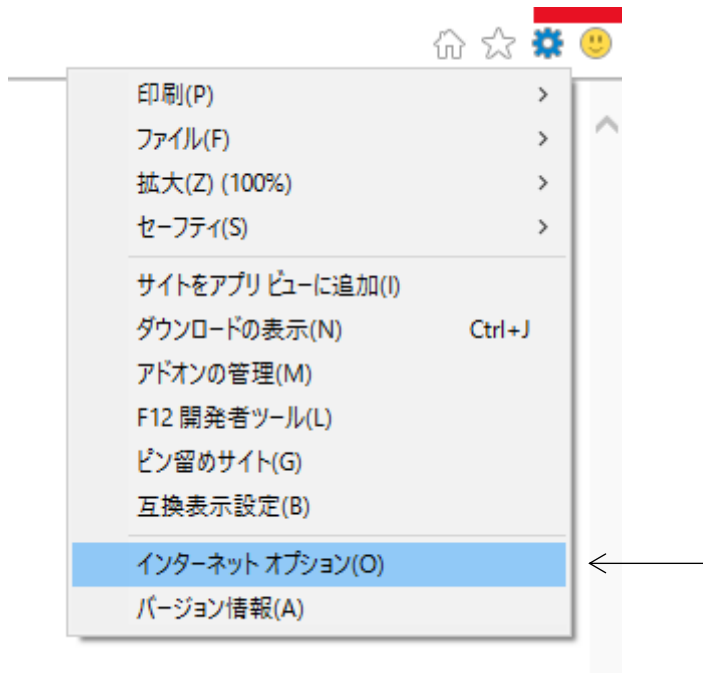 印刷(P)
ファイル(F)
拡大(Z) (100%)
セーフティ(S)
サイトをアプリ ビューに追加(I)
ダウンロードの表示(N) Ctrl+J
アドオンの管理(M)
F12 開発者ツール(L)
ピン留めサイト(G)
互換表示設定(B)
インターネット オプション(O)
バージョン情報(A)